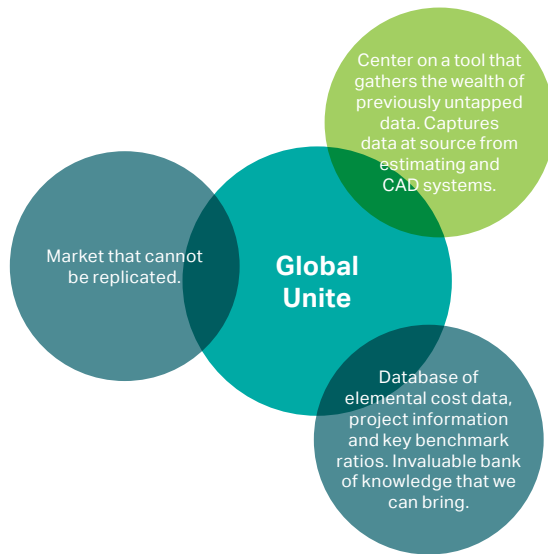 Center on a tool that
gathers the wealth of
previously untapped
data. Captures
data at source from
estimating and
CAD systems.
Market that cannot
be replicated.
Global
Unite
Database of
elemental cost data,
project information
and key benchmark
ratios. Invaluable bank
of knowledge that we
can bring.